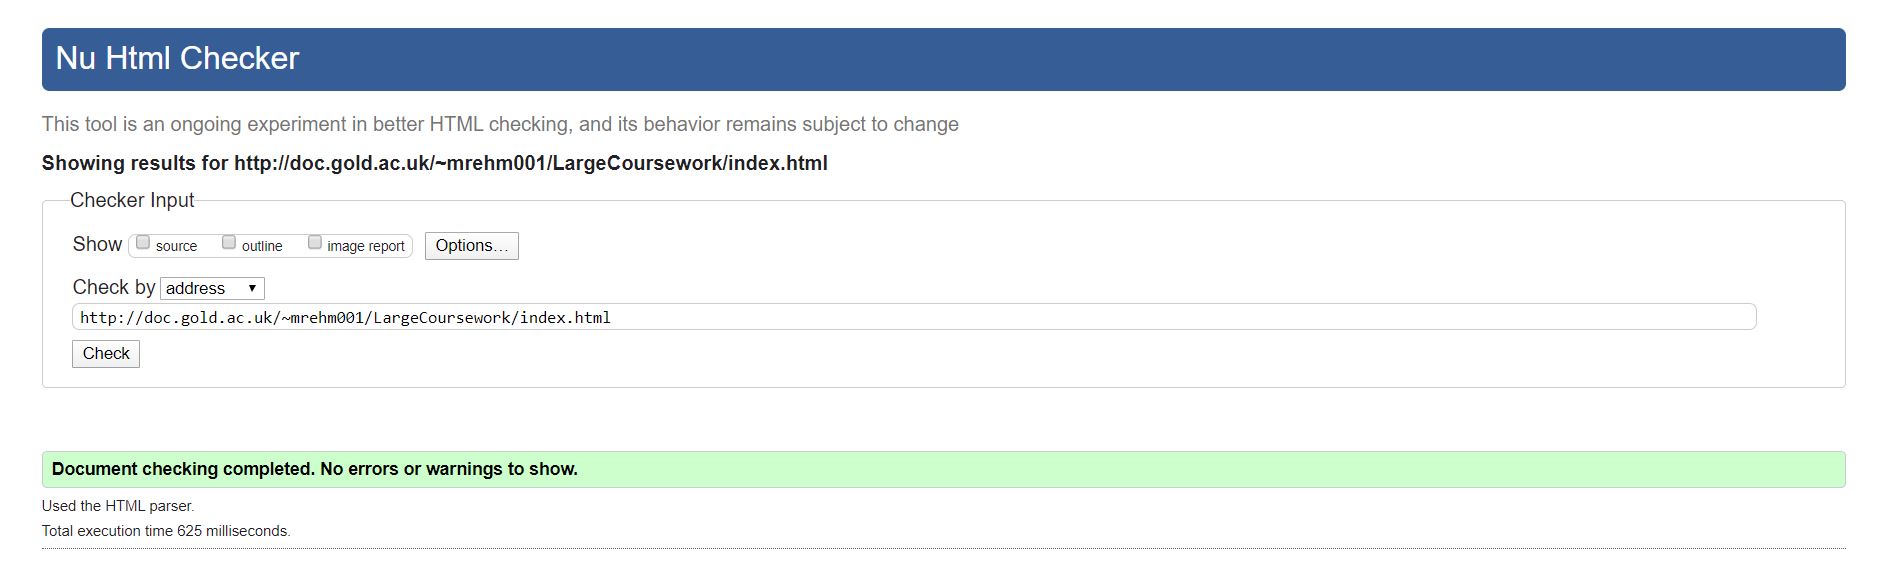 Nu Html Checker
This tool is an ongoing experiment in better HTML checking, and its behavior remains subject to change
Showing results for http://doc.gold.ac.uk/~mrehm001/LargeCoursework/index.html
Checker Input
Show source outline image report Options…
Check by address
http://doc.gold.ac.uk/~mrehm001/LargeCoursework/index.html
Check
Document checking completed. No errors or warnings to show.
Used the HTML parser.
Total execution time 625 milliseconds.